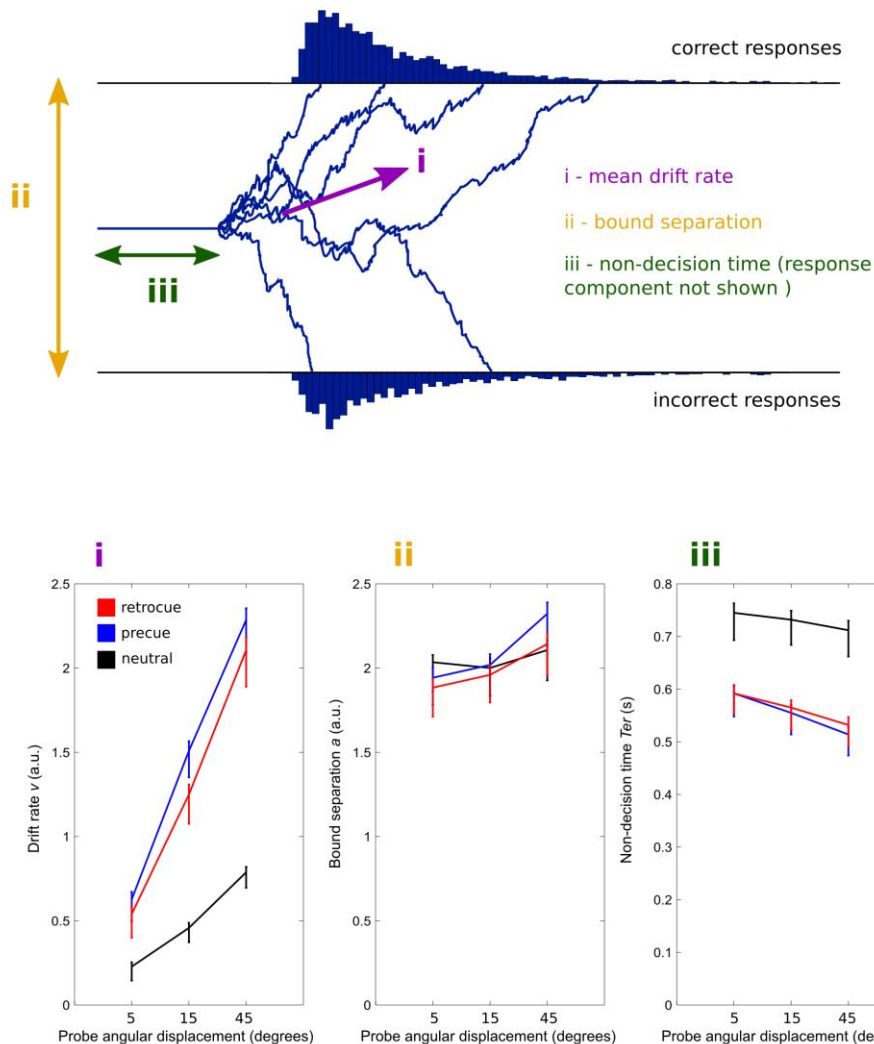 correct responses
i
ii
i - mean drift rate
ii - bound separation
iii - non-decision time (response
component not shown )
iii
incorrect responses
i
ii
iii
2.5
2
1.5
1
0.5
0
retrocue
precue
neutral
Drift rate v (a.u.)
5 15 45
Probe angular displacement (degrees)
2.5
2
1.5
1
0.5
0
Bound separation a (a.u.)
5 15 45
Probe angular displacement (degrees)
0.8
0.7
0.6
0.5
0.4
0.3
0.2
0.1
0
Non-decision time Ter (s)
5 15 45
Probe angular displacement (de